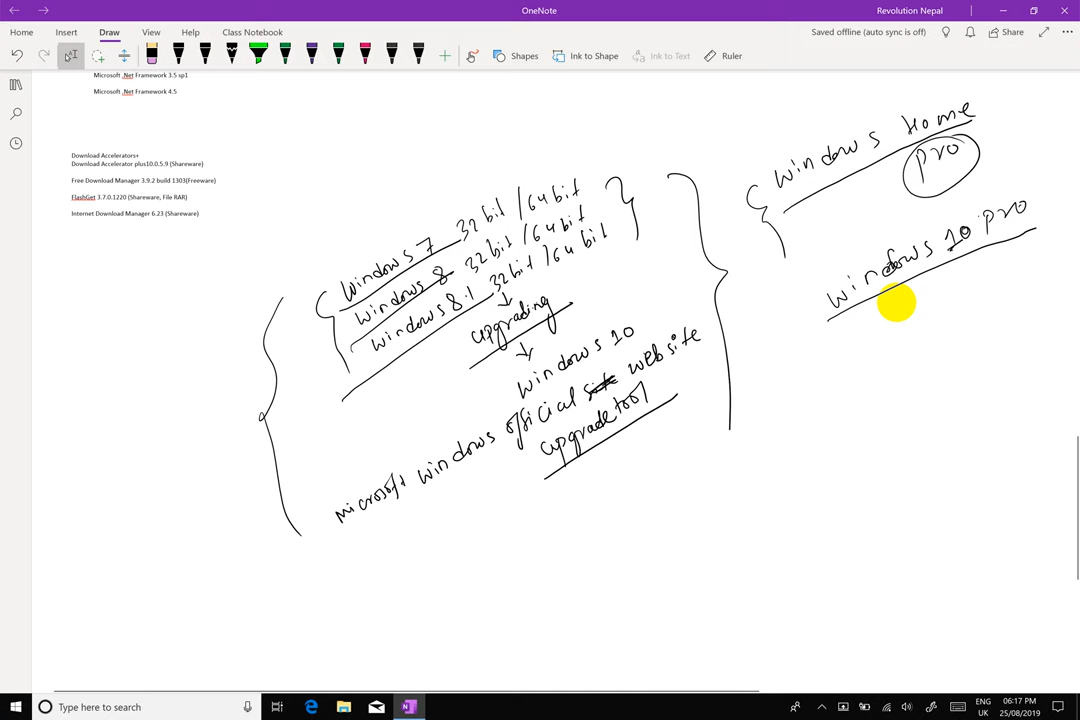 OneNote
Revolution Nepal
Home Insert Draw View Help Class Notebook
Saved offline (auto sync is off)
Share
Shapes
Ink to Shape
Ink to Text
Ruler
Microsoft .Net Framework 3.5 sp1
Microsoft .Net Framework 4.5
Download Accelerators+
Download Accelerator plus10.0.5.9 (Shareware)
Free Download Manager 3.9.2 build 1303(Freeware)
FlashGet 3.7.0.1220 (Shareware, File RAR)
Internet Download Manager 6.23 (Shareware)
Windows 7 32 bit / 64 bit
Windows 8 32 bit / 64 bit
Windows 8.1 32 bit / 64 bit
upgrading
Windows 10
microsoft windows official site website
upgrade tool
Windows Home
Pro
Windows 10 Pro
Type here to search
ENG
UK
06:17 PM
25/08/2019